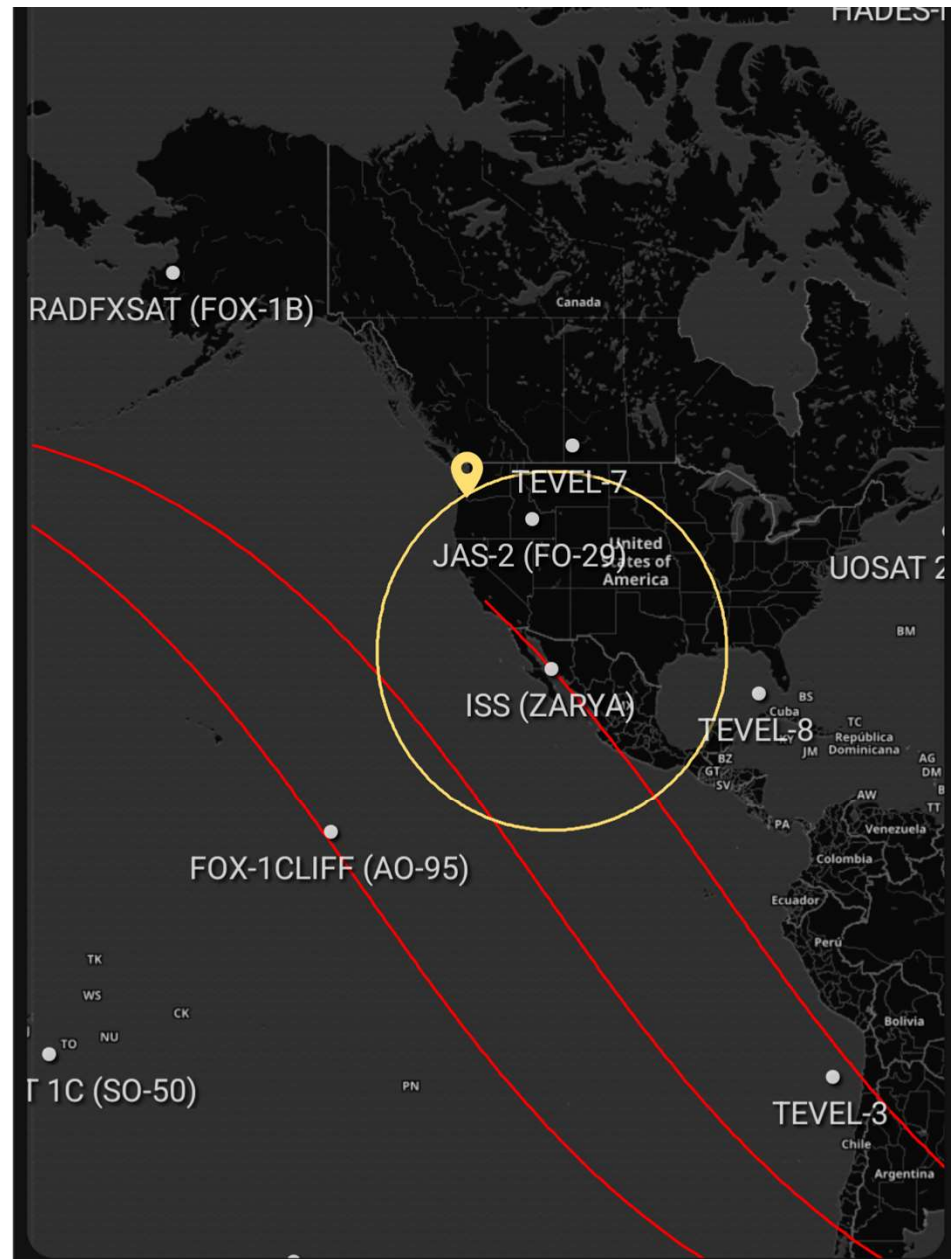 HADES-
RADFXSAT (FOX-1B)
Canada
TEVEL-7
JAS-2 (FO-29)
United
States of
America
UOSAT 2
BM
ISS (ZARYA)
TEVEL-8
BS
Cuba
KY
TC
República
Dominicana
JM
BZ
GT
SV
AG
DM
B
AW
TT
PA
Venezuela
Colombia
FOX-1CLIFF (AO-95)
Ecuador
Perú
TK
WS
CK
Bolivia
NU
TO
T 1C (SO-50)
PN
TEVEL-3
Chile
Argentina